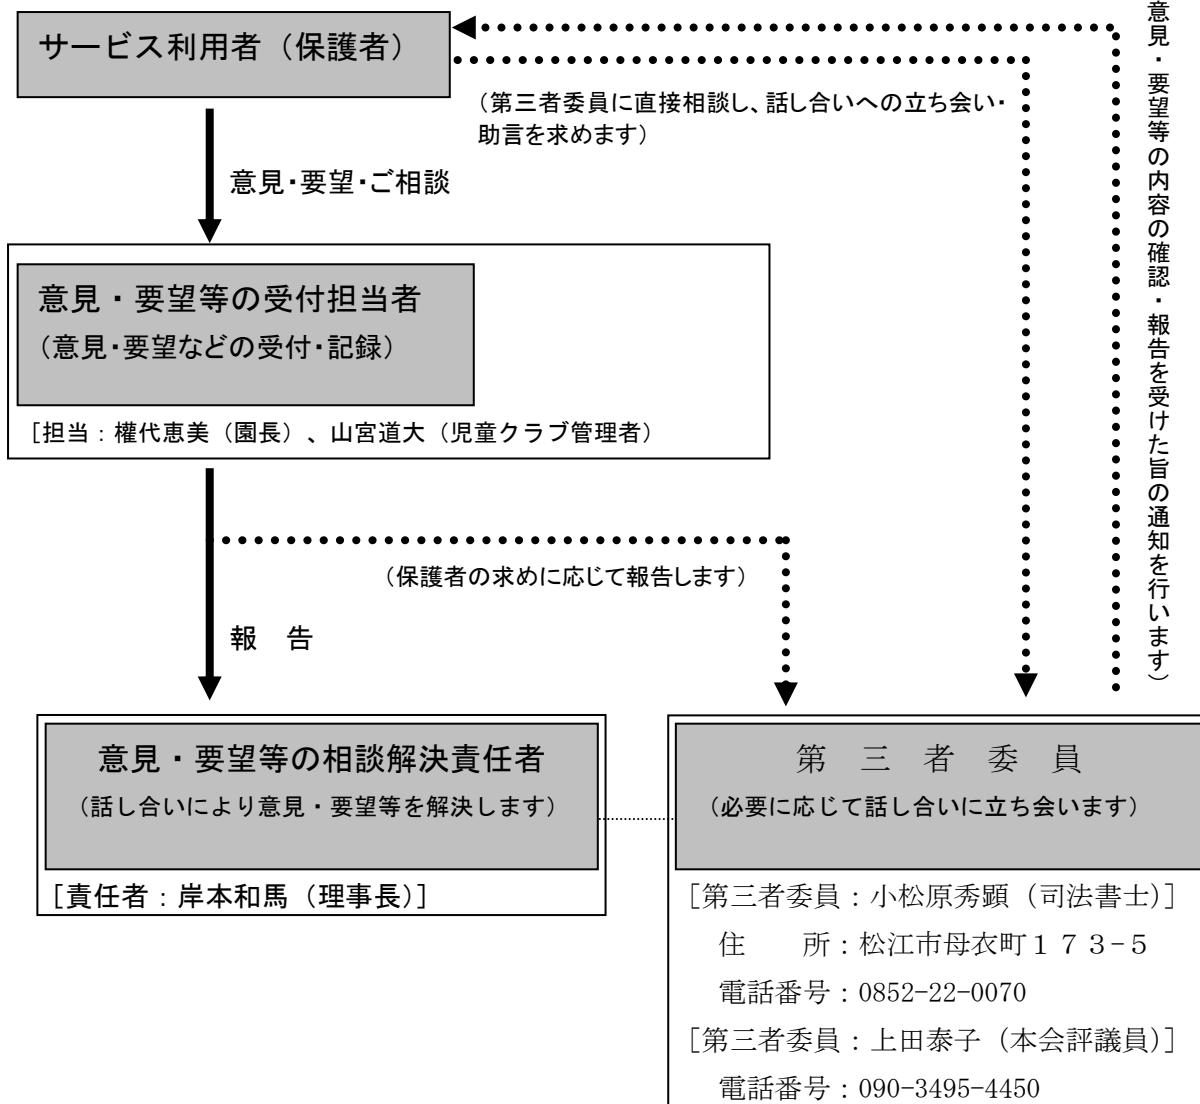 サービス利用者（保護者）
（第三者委員に直接相談し、話し合いへの立ち会い・
助言を求めます）
意見・要望・ご相談
意見・要望等の内容の確認・報告を受けた旨の通知を行います）
意見・要望等の受付担当者
（意見・要望などの受付・記録）
［担当：權代恵美（園長）、山宮道大（児童クラブ管理者）
（保護者の求めに応じて報告します）
報　告
意見・要望等の相談解決責任者
（話し合いにより意見・要望等を解決します）
［責任者：岸本和馬（理事長）］
第　三　者　委　員
（必要に応じて話し合いに立ち会います）
［第三者委員：小松原秀顕（司法書士）］
住　　所：松江市母衣町１７３-５
電話番号：0852-22-0070
［第三者委員：上田泰子（本会評議員）］
電話番号：090-3495-4450